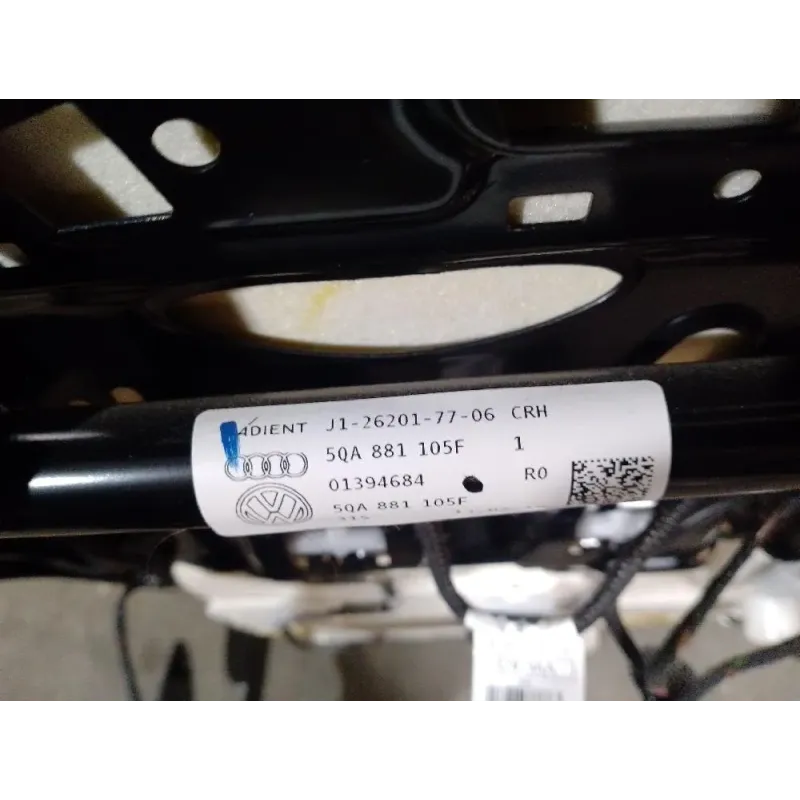 ADIENT J1-26201-77-06 CRH
5QA 881 105F 1
01394684 R0
5QA 881 105F